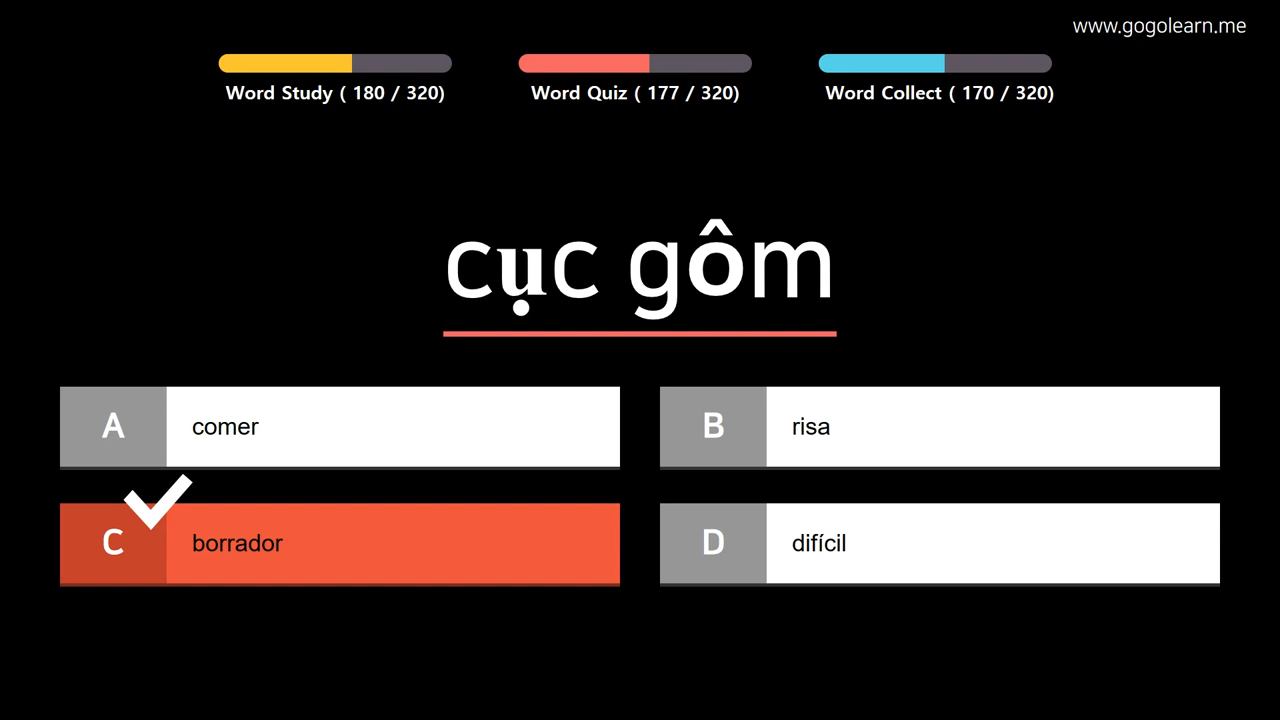 www.gogolearn.me
Word Study ( 180 / 320)
Word Quiz ( 177 / 320)
Word Collect ( 170 / 320)
cục gôm
A comer
B risa
C borrador
D difícil